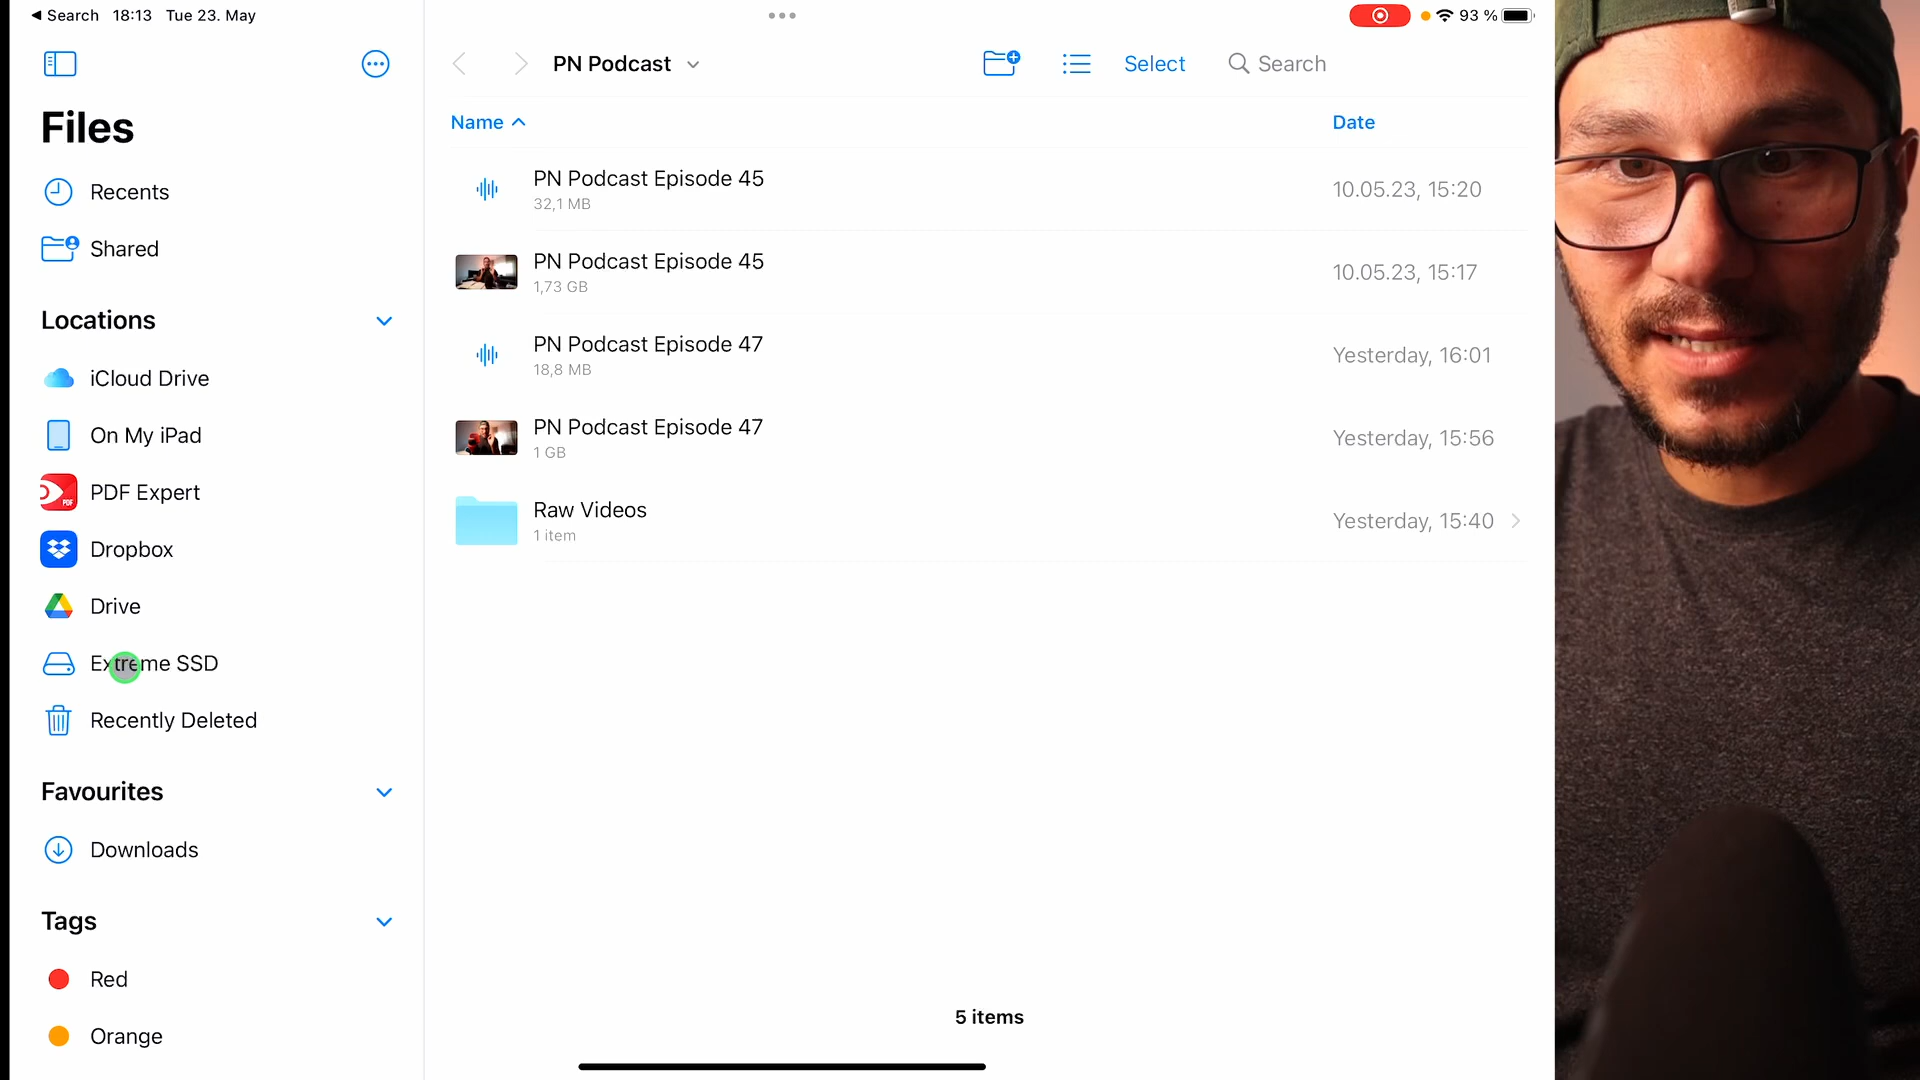 Search 18:13 Tue 23. May
93 %
Files
Recents
Shared
Locations
iCloud Drive
On My iPad
PDF
PDF Expert
Dropbox
Drive
Extreme SSD
Recently Deleted
Favourites
Downloads
Tags
Red
Orange
PN Podcast
Select
Search
Name Date
PN Podcast Episode 45
32,1 MB
10.05.23, 15:20
PN Podcast Episode 45
1,73 GB
10.05.23, 15:17
PN Podcast Episode 47
18,8 MB
Yesterday, 16:01
PN Podcast Episode 47
1 GB
Yesterday, 15:56
Raw Videos
1 item
Yesterday, 15:40
5 items